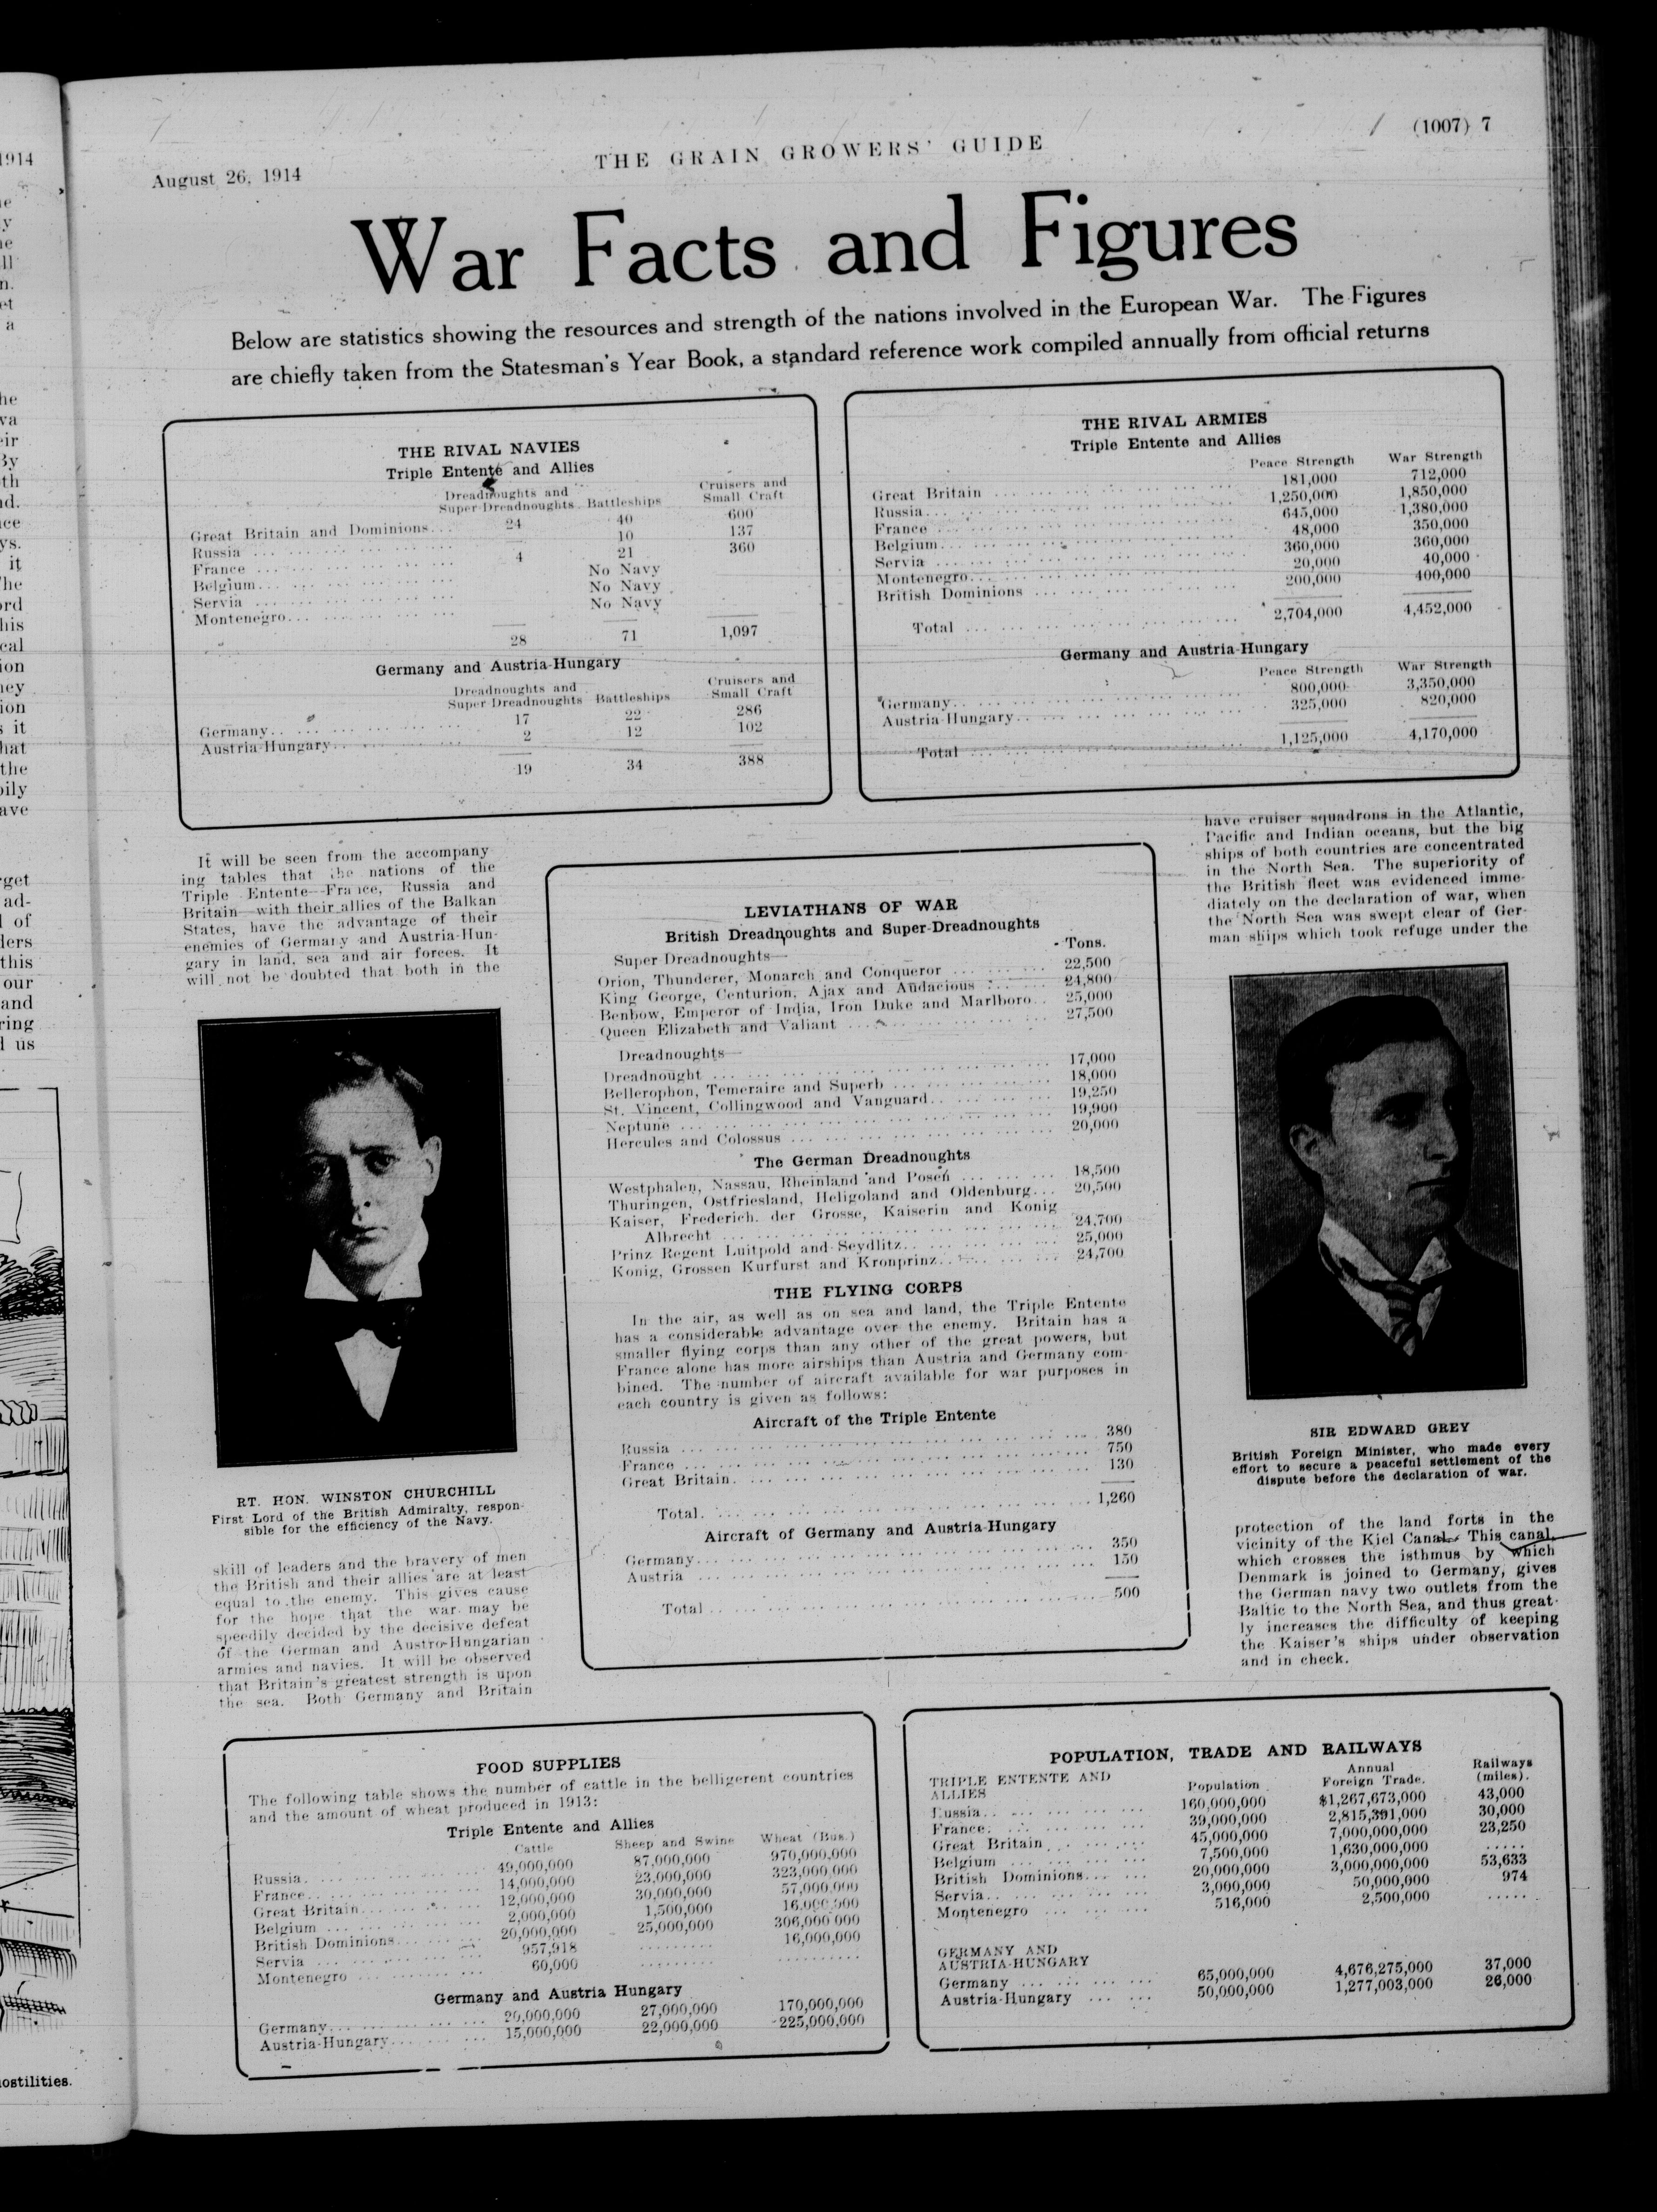 August 26, 1914
THE GRAIN GROWERS' GUIDE
(1007) 7
War Facts and Figures
Below are statistics showing the resources and strength of the nations involved in the European War. The Figures
are chiefly taken from the Statesman's Year Book, a standard reference work compiled annually from official returns
THE RIVAL NAVIES
Triple Entente and Allies
Dreadnoughts and Super-Dreadnoughts Battleships Cruisers and Small Craft
Great Britain and Dominions... 24 40 600
Russia ... ... 10 137
France ... 4 21 360
Belgium... No Navy
Servia ... No Navy
Montenegro... No Navy
28 71 1,097
Germany and Austria-Hungary
Dreadnoughts and Super Dreadnoughts Battleships Cruisers and Small Craft
Germany... 17 22 286
Austria-Hungary... 2 12 102
19 34 388
THE RIVAL ARMIES
Triple Entente and Allies
Peace Strength War Strength
Great Britain ... 181,000 712,000
Russia... 1,250,000 1,850,000
France ... 645,000 1,380,000
Belgium... 48,000 350,000
Servia ... 360,000 360,000
Montenegro... 20,000 40,000
British Dominions ... 200,000 400,000
Total ... 2,704,000 4,452,000
Germany and Austria-Hungary
Peace Strength War Strength
Germany... 800,000 3,350,000
Austria-Hungary... 325,000 820,000
Total ... 1,125,000 4,170,000
It will be seen from the accompany-
ing tables that the nations of the
Triple Entente—France, Russia and
Britain—with their allies of the Balkan
States, have the advantage of their
enemies of Germany and Austria-Hun-
gary in land, sea and air forces. It
will not be doubted that both in the
RT. HON. WINSTON CHURCHILL
First Lord of the British Admiralty, respon-
sible for the efficiency of the Navy.
skill of leaders and the bravery of men
the British and their allies are at least
equal to the enemy. This gives cause
for the hope that the war may be
speedily decided by the decisive defeat
of the German and Austro-Hungarian
armies and navies. It will be observed
that Britain's greatest strength is upon
the sea. Both Germany and Britain
LEVIATHANS OF WAR
British Dreadnoughts and Super-Dreadnoughts
Super Dreadnoughts— Tons.
Orion, Thunderer, Monarch and Conqueror ... 22,500
King George, Centurion, Ajax and Audacious ... 24,800
Benbow, Emperor of India, Iron Duke and Marlboro... 25,000
Queen Elizabeth and Valiant ... 27,500
Dreadnoughts—
Dreadnought ... 17,000
Bellerophon, Temeraire and Superb ... 18,000
St. Vincent, Collingwood and Vanguard... 19,250
Neptune ... 19,900
Hercules and Colossus ... 20,000
The German Dreadnoughts
Westphalen, Nassau, Rheinland and Posen ... 18,500
Thuringen, Ostfriesland, Heligoland and Oldenburg... 20,500
Kaiser, Frederich der Grosse, Kaiserin and Konig
Albrecht ... 24,700
Prinz Regent Luitpold and Seydlitz... 25,000
Konig, Grossen Kurfurst and Kronprinz... 24,700
THE FLYING CORPS
In the air, as well as on sea and land, the Triple Entente
has a considerable advantage over the enemy. Britain has a
smaller flying corps than any other of the great powers, but
France alone has more airships than Austria and Germany com-
bined. The number of aircraft available for war purposes in
each country is given as follows:
Aircraft of the Triple Entente
Russia ... 380
France ... 750
Great Britain... 130
Total... 1,260
Aircraft of Germany and Austria-Hungary
Germany... 350
Austria ... 150
Total... 500
have cruiser squadrons in the Atlantic,
Pacific and Indian oceans, but the big
ships of both countries are concentrated
in the North Sea. The superiority of
the British fleet was evidenced imme-
diately on the declaration of war, when
the North Sea was swept clear of Ger-
man ships which took refuge under the
SIR EDWARD GREY
British Foreign Minister, who made every
effort to secure a peaceful settlement of the
dispute before the declaration of war.
protection of the land forts in the
vicinity of the Kiel Canal. This canal,
which crosses the isthmus by which
Denmark is joined to Germany, gives
the German navy two outlets from the
Baltic to the North Sea, and thus great-
ly increases the difficulty of keeping
the Kaiser's ships under observation
and in check.
FOOD SUPPLIES
The following table shows the number of cattle in the belligerent countries
and the amount of wheat produced in 1913:
Triple Entente and Allies
Cattle Sheep and Swine Wheat (Bus.)
Russia... 49,000,000 87,000,000 970,000,000
France... 14,000,000 23,000,000 323,000,000
Great Britain... 12,000,000 30,000,000 57,000,000
Belgium ... 2,000,000 1,500,000 16,000,000
British Dominions... 20,000,000 25,000,000 306,000,000
Servia ... 957,918 ......... 16,000,000
Montenegro ... 60,000 ......... .........
Germany and Austria Hungary
Germany... 20,000,000 27,000,000 170,000,000
Austria-Hungary... 15,000,000 22,000,000 225,000,000
POPULATION, TRADE AND RAILWAYS
TRIPLE ENTENTE AND ALLIES Population Annual Foreign Trade. Railways (miles).
Russia... 160,000,000 $1,267,673,000 43,000
France. ... 39,000,000 2,815,391,000 30,000
Great Britain... 45,000,000 7,000,000,000 23,250
Belgium ... 7,500,000 1,630,000,000 .....
British Dominions... 20,000,000 3,000,000,000 53,633
Servia... 3,000,000 50,000,000 974
Montenegro ... 516,000 2,500,000 .....
GERMANY AND
AUSTRIA-HUNGARY
Germany ... 65,000,000 4,676,275,000 37,000
Austria-Hungary ... 50,000,000 1,277,003,000 26,000
1914
ostilities.